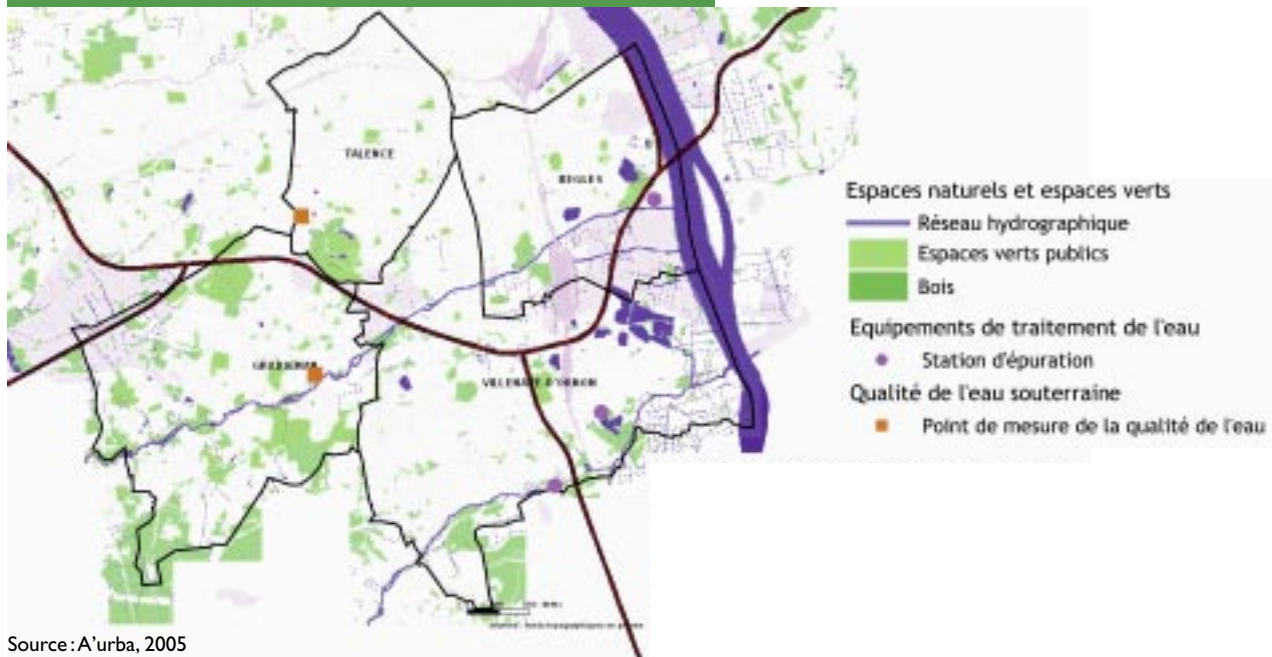 TALENCE
BEGLES
Espaces naturels et espaces verts
Réseau hydrographique
Espaces verts publics
Bois
Equipements de traitement de l'eau
Station d'épuration
Qualité de l'eau souterraine
Point de mesure de la qualité de l'eau
GRADIGNAN
VILLENAVE D'ORNON
Source : A'urba, 2005